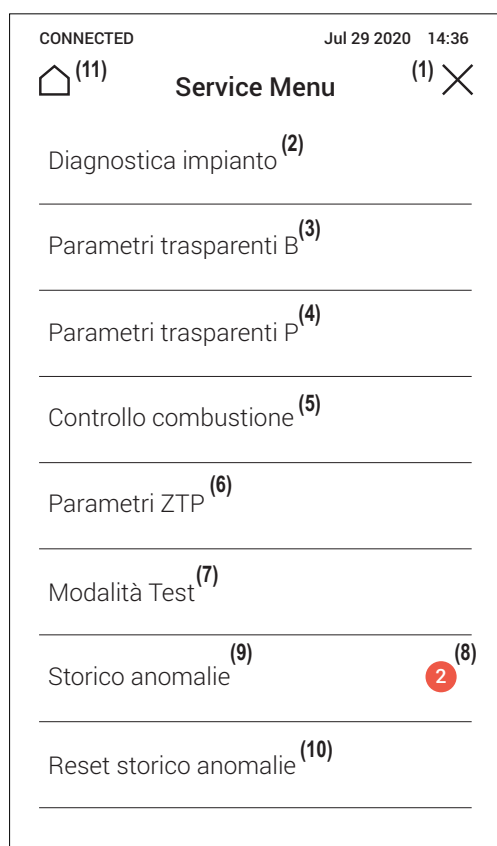 CONNECTED Jul 29 2020 14:36
(11) Service Menu (1)
Diagnostica impianto (2)
Parametri trasparenti B (3)
Parametri trasparenti P (4)
Controllo combustione (5)
Parametri ZTP (6)
Modalità Test (7)
Storico anomalie (9) 2 (8)
Reset storico anomalie (10)